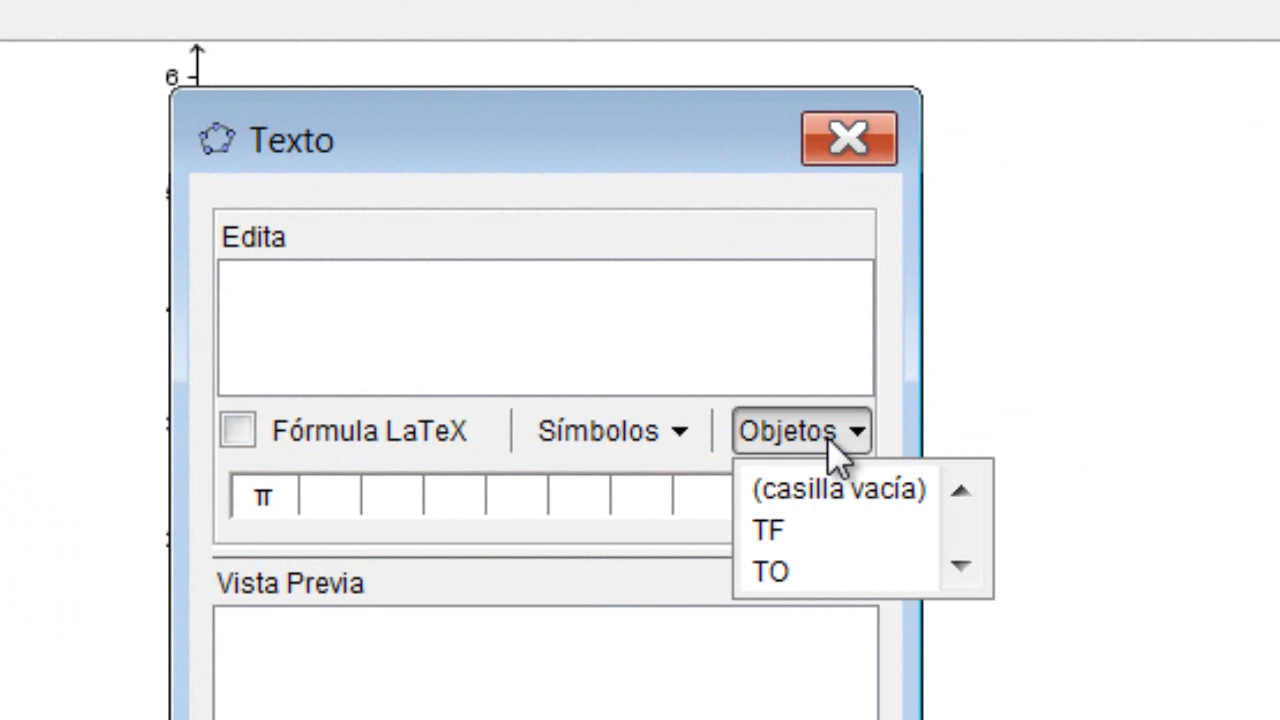 6
Texto
Edita
Fórmula LaTeX Símbolos Objetos
(casilla vacía)
π
TF
TO
Vista Previa